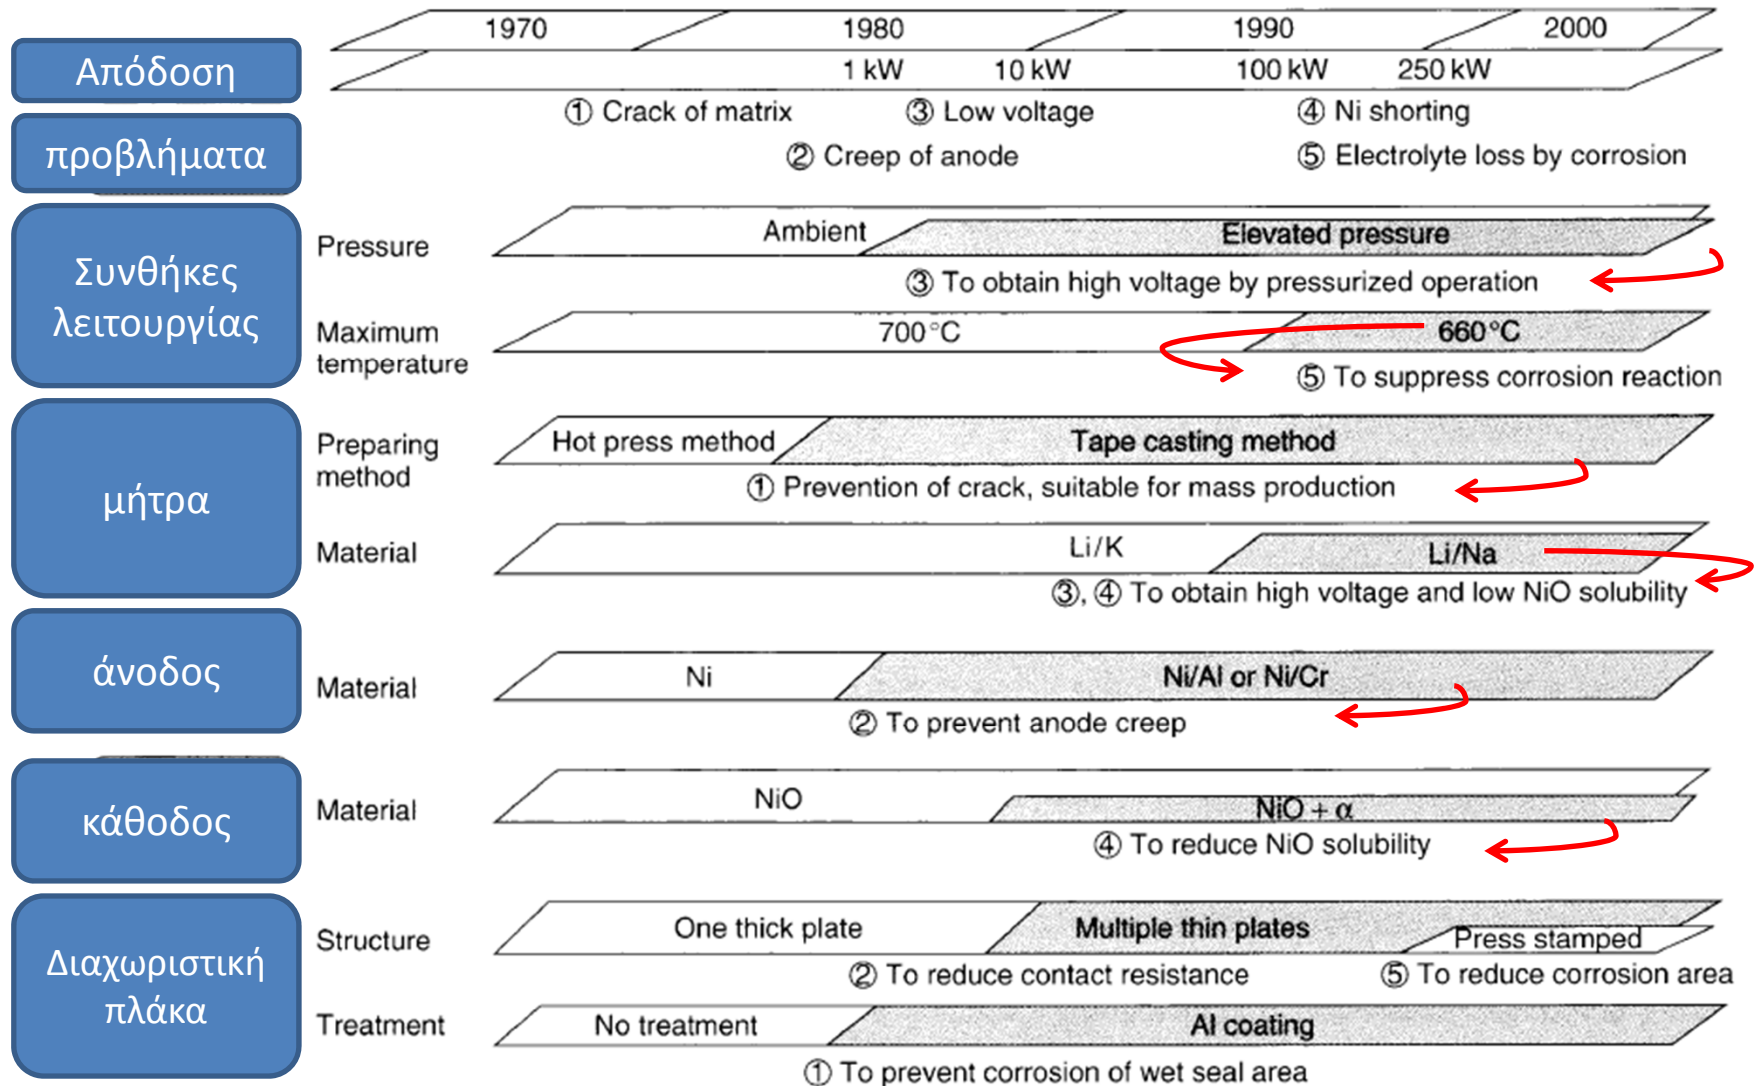 1970 1980 1990 2000
Απόδοση
1 kW 10 kW 100 kW 250 kW
① Crack of matrix ③ Low voltage ④ Ni shorting
προβλήματα
② Creep of anode ⑤ Electrolyte loss by corrosion
Συνθήκες
λειτουργίας
Pressure
Ambient Elevated pressure
③ To obtain high voltage by pressurized operation
Maximum
temperature
700°C 660°C
⑤ To suppress corrosion reaction
μήτρα
Preparing
method
Hot press method Tape casting method
① Prevention of crack, suitable for mass production
Material
Li/K Li/Na
③, ④ To obtain high voltage and low NiO solubility
άνοδος
Material
Ni Ni/Al or Ni/Cr
② To prevent anode creep
κάθοδος
Material
NiO NiO + α
④ To reduce NiO solubility
Διαχωριστική
πλάκα
Structure
One thick plate Multiple thin plates Press stamped
② To reduce contact resistance ⑤ To reduce corrosion area
Treatment
No treatment Al coating
① To prevent corrosion of wet seal area